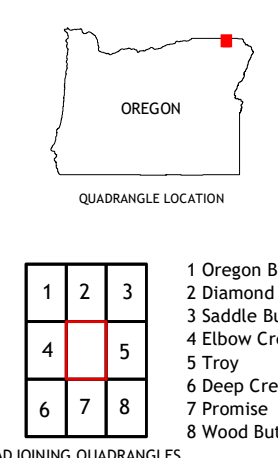 OREGON
QUADRANGLE LOCATION
1 2 3
4 5
6 7 8
1 Oregon B
2 Diamond
3 Saddle Bu
4 Elbow Cre
5 Troy
6 Deep Cre
7 Promise
8 Wood But
ADJOINING QUADRANGLES